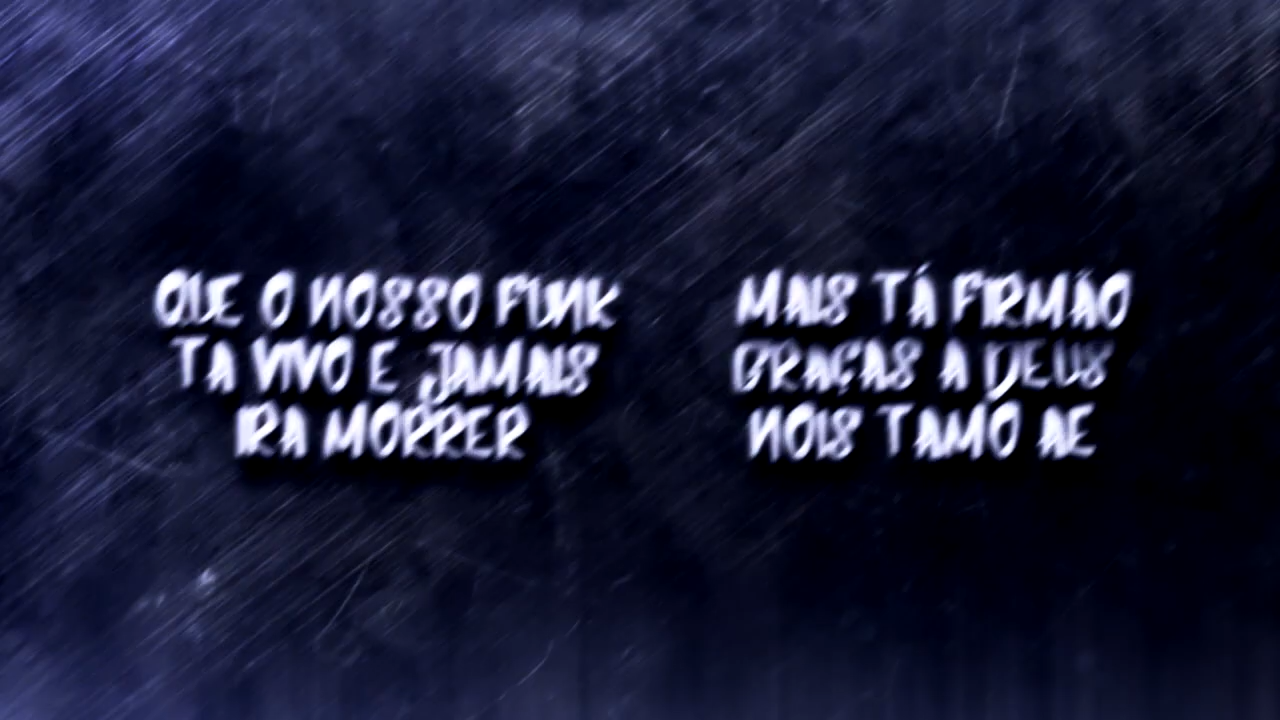 QUE O NOSSO FUNK
TA VIVO E JAMAIS
IRA MORRER
MAIS TÁ FIRMÃO
GRAÇAS A DEUS
NOIS TAMO AE